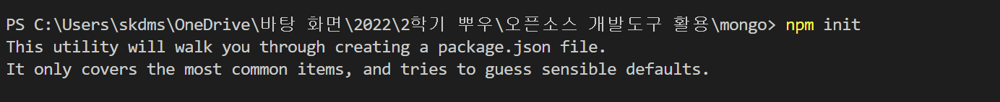 PS C:\Users\skdms\OneDrive\바탕 화면\2022\2학기 뿌우\오픈소스 개발도구 활용\mongo> npm init
This utility will walk you through creating a package.json file.
It only covers the most common items, and tries to guess sensible defaults.